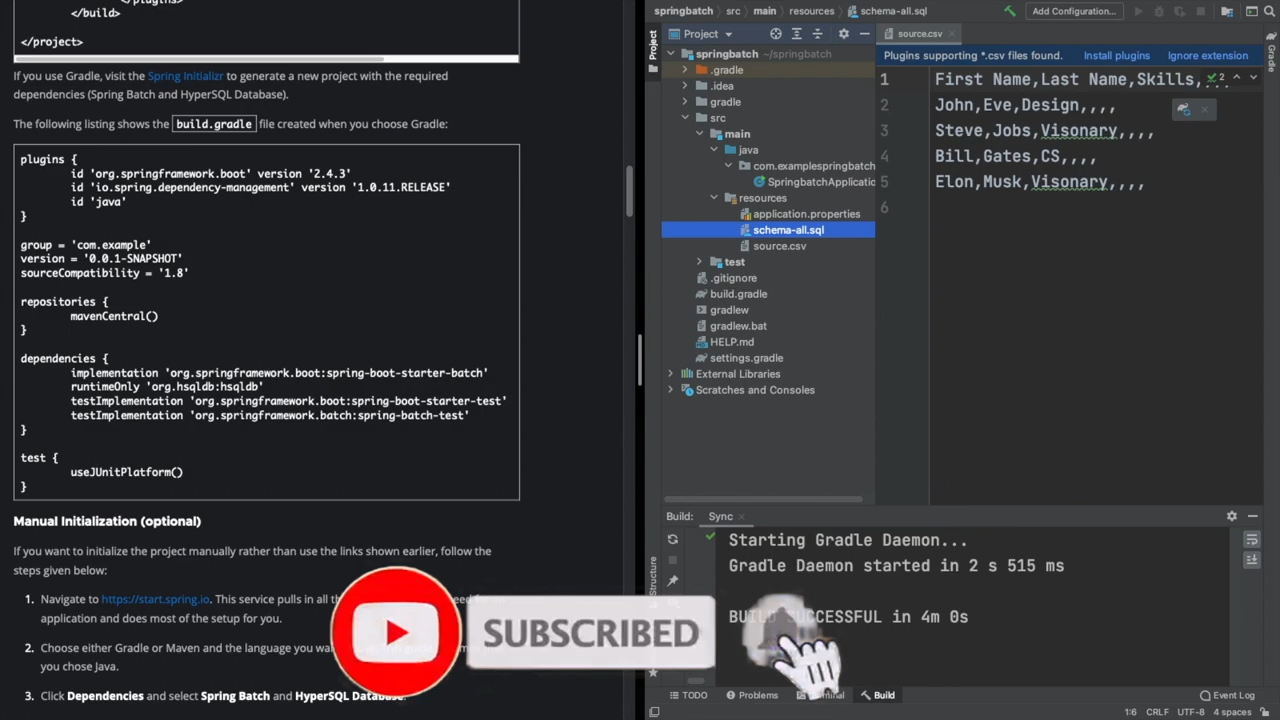 </plugins>
</build>
</project>
If you use Gradle, visit the Spring Initializr to generate a new project with the required
dependencies (Spring Batch and HyperSQL Database).
The following listing shows the build.gradle file created when you choose Gradle:
plugins {
id 'org.springframework.boot' version '2.4.3'
id 'io.spring.dependency-management' version '1.0.11.RELEASE'
id 'java'
}
group = 'com.example'
version = '0.0.1-SNAPSHOT'
sourceCompatibility = '1.8'
repositories {
mavenCentral()
}
dependencies {
implementation 'org.springframework.boot:spring-boot-starter-batch'
runtimeOnly 'org.hsqldb:hsqldb'
testImplementation 'org.springframework.boot:spring-boot-starter-test'
testImplementation 'org.springframework.batch:spring-batch-test'
}
test {
useJUnitPlatform()
}
Manual Initialization (optional)
If you want to initialize the project manually rather than use the links shown earlier, follow the
steps given below:
1. Navigate to https://start.spring.io. This service pulls in all th
application and does most of the setup for you.
2. Choose either Gradle or Maven and the language you wa
you chose Java.
3. Click Dependencies and select Spring Batch and HyperSQL Database
SUBSCRIBED
springbatch src main resources schema-all.sql
Add Configuration...
Project
source.csv
springbatch ~/springbatch
.gradle
.idea
gradle
src
main
java
com.examplespringbatch
SpringbatchApplicatio
resources
application.properties
schema-all.sql
source.csv
test
.gitignore
build.gradle
gradlew
gradlew.bat
HELP.md
settings.gradle
External Libraries
Scratches and Consoles
Plugins supporting *.csv files found. Install plugins Ignore extension
1 First Name,Last Name,Skills,,,, 2
2 John,Eve,Design,,,,
3 Steve,Jobs,Visonary,,,,
4 Bill,Gates,CS,,,,
5 Elon,Musk,Visonary,,,,
6
Project
Gradle
Structure
Build: Sync
Starting Gradle Daemon...
Gradle Daemon started in 2 s 515 ms
BUILD SUCCESSFUL in 4m 0s
TODO Problems Terminal Build Event Log
1:6 CRLF UTF-8 4 spaces